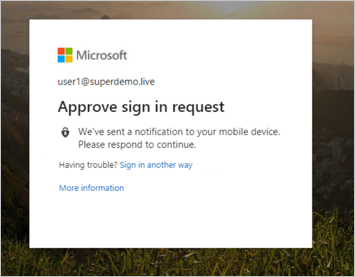 Microsoft
user1@superdemo.live
Approve sign in request
We've sent a notification to your mobile device.
Please respond to continue.
Having trouble? Sign in another way
More information